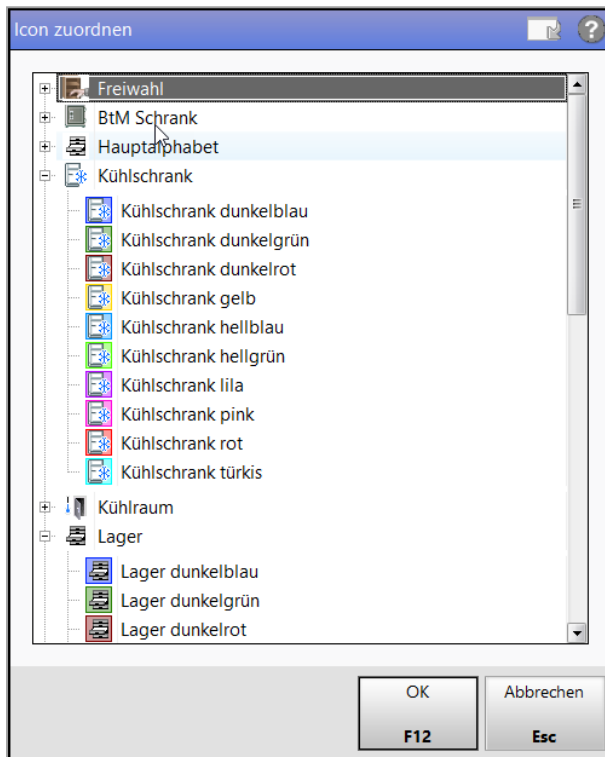 Icon zuordnen
Freiwahl
BtM Schrank
Hauptalphabet
Kühlschrank
Kühlschrank dunkelblau
Kühlschrank dunkelgrün
Kühlschrank dunkelrot
Kühlschrank gelb
Kühlschrank hellblau
Kühlschrank hellgrün
Kühlschrank lila
Kühlschrank pink
Kühlschrank rot
Kühlschrank türkis
Kühlraum
Lager
Lager dunkelblau
Lager dunkelgrün
Lager dunkelrot
OK Abbrechen
F12 Esc